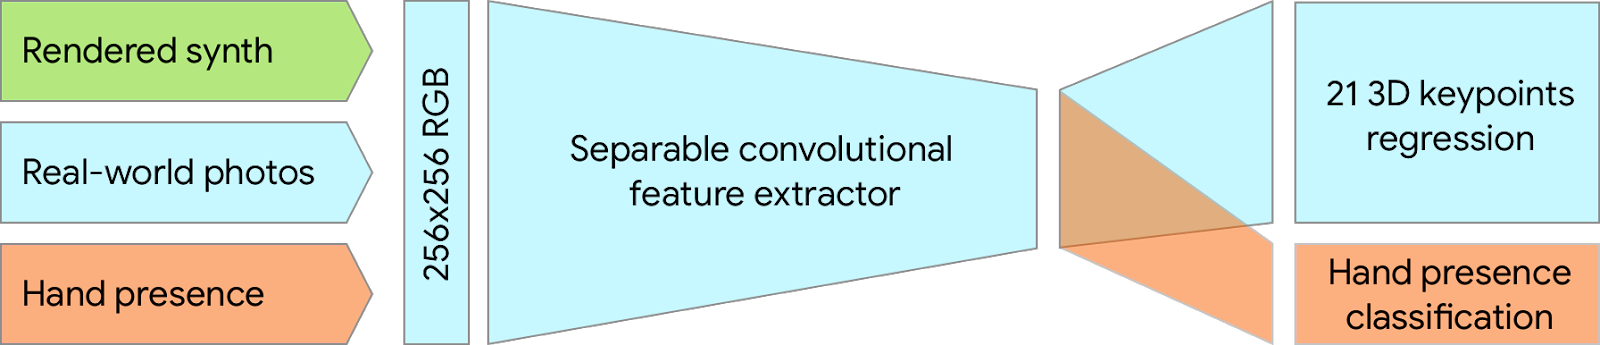 Rendered synth
Real-world photos
Hand presence
256x256 RGB
Separable convolutional
feature extractor
21 3D keypoints
regression
Hand presence
classification